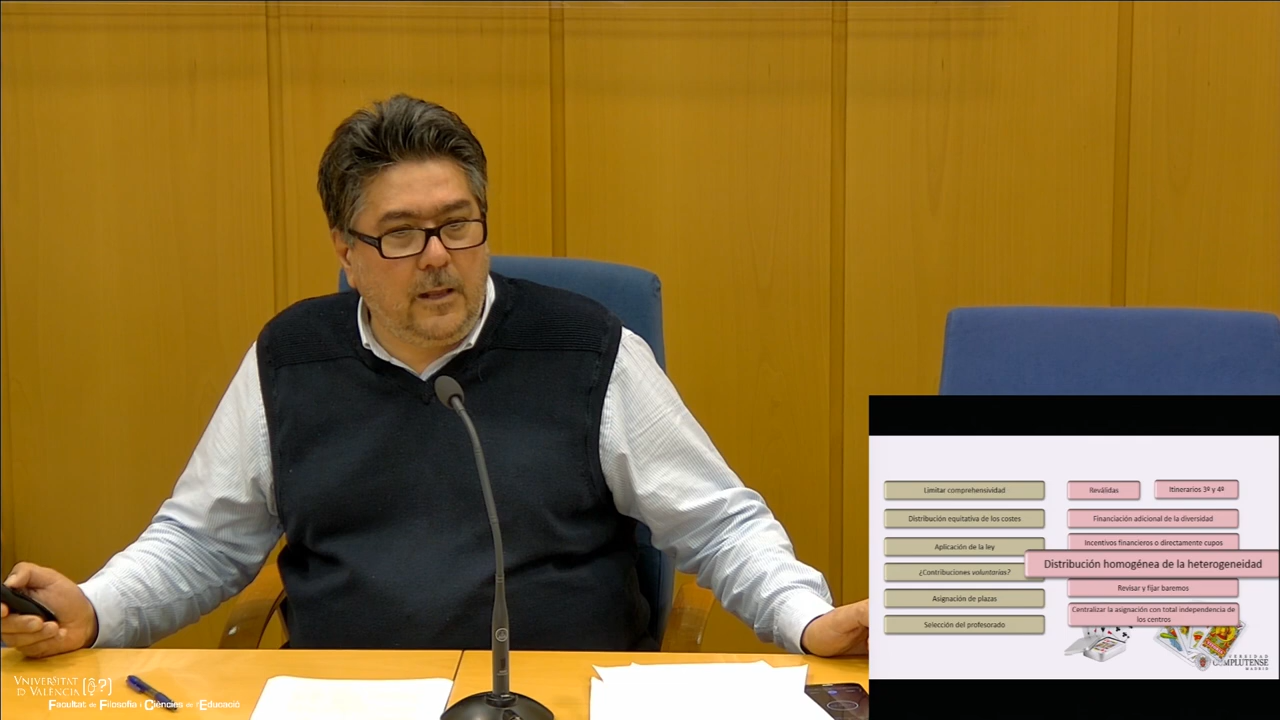 Limitar comprehensividad
Reválidas
Itinerarios 3º y 4º
Distribución equitativa de los costes
Financiación adicional de la diversidad
Aplicación de la ley
Incentivos financieros o directamente cupos
Distribución homogénea de la heterogeneidad
¿Contribuciones voluntarias?
Revisar y fijar baremos
Asignación de plazas
Centralizar la asignación con total independencia de
los centros
Selección del profesorado
COMPLUTENSE
MADRID
VNIVERSITAT
D VALÈNCIA
Facultat de Filosofia i Ciències de l'Educació